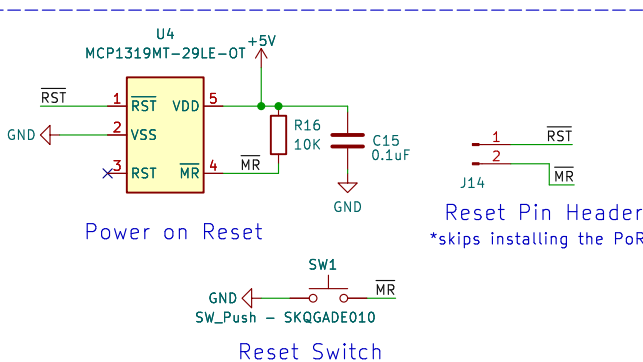 U4
MCP1319MT-29LE-OT
+5V
RST
1 RST VDD 5
GND 2 VSS
3 RST MR 4
MR
R16
10K
C15
0.1uF
GND
Power on Reset
1 RST
2
MR
J14
Reset Pin Header
*skips installing the PoR
SW1
GND MR
SW_Push - SKQGADE010
Reset Switch